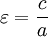 ε = c/a